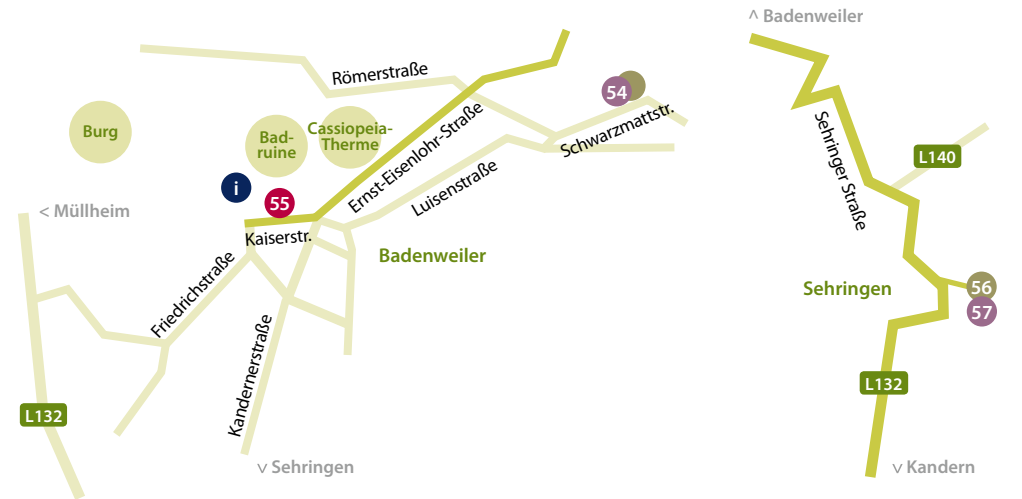 ˄ Badenweiler
Römerstraße
54
Burg
Bad-
ruine
Cassiopeia-
Therme
Ernst-Eisenlohr-Straße
Schwarzmattstr.
Sehringer Straße
L140
i
55
Luisenstraße
< Müllheim
Kaiserstr.
Badenweiler
Friedrichstraße
Sehringen
56
57
Kandernerstraße
L132
L132
˅ Sehringen
˅ Kandern